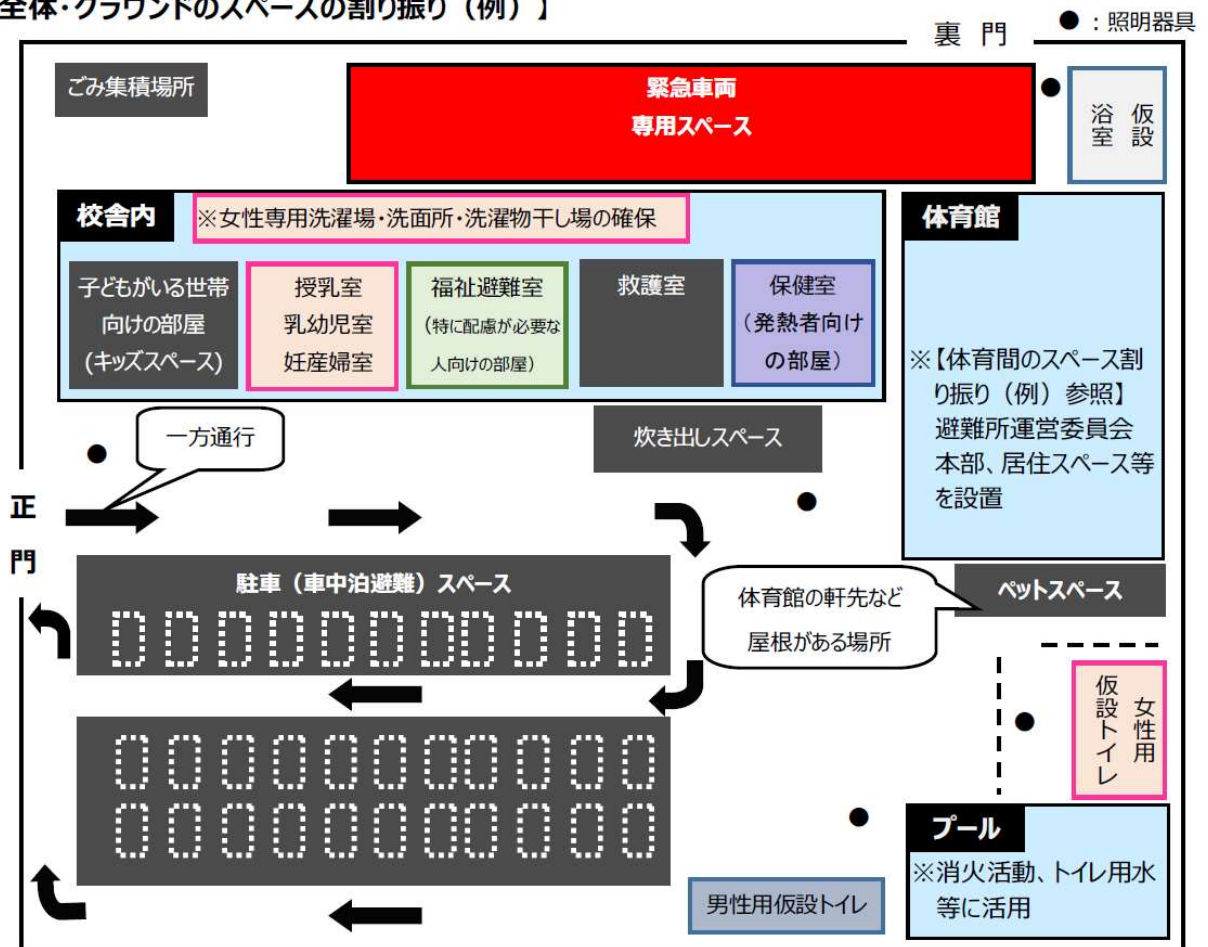 全体・グラウンドのスペースの割り振り（例）】
●：照明器具
裏 門
ごみ集積場所
緊急車両
専用スペース
仮設
浴室
校舎内
※女性専用洗濯場・洗面所・洗濯物干し場の確保
子どもがいる世帯
向けの部屋
(キッズスペース)
授乳室
乳幼児室
妊産婦室
福祉避難室
（特に配慮が必要な
人向けの部屋）
救護室
保健室
（発熱者向け
の部屋）
体育館
※【体育間のスペース割
り振り（例）参照】
避難所運営委員会
本部、居住スペース等
を設置
一方通行
炊き出しスペース
正
門
駐車（車中泊避難）スペース
体育館の軒先など
屋根がある場所
ペットスペース
女性用
仮設トイレ
プール
※消火活動、トイレ用水
等に活用
男性用仮設トイレ